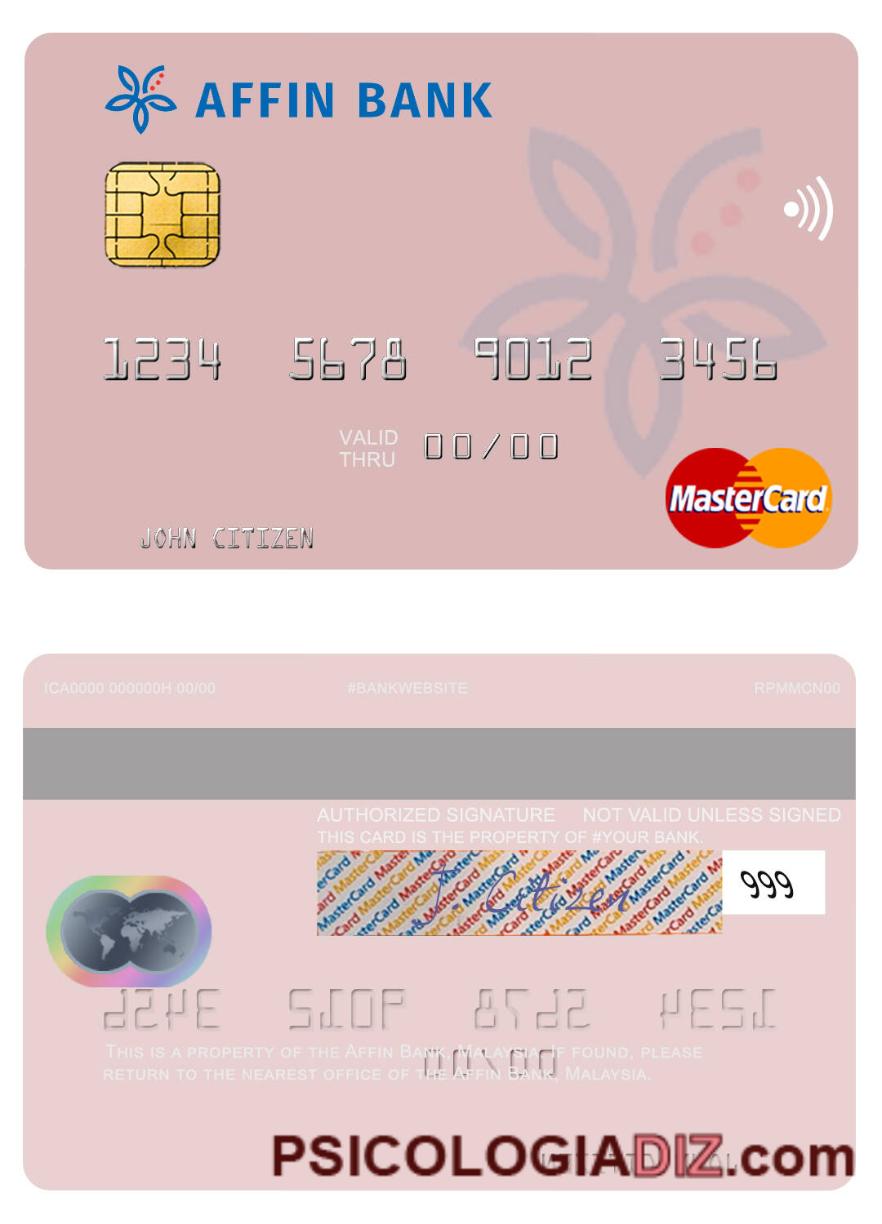 AFFIN BANK
1234 5678 9012 3456
VALID THRU 00/00
MasterCard
JOHN CITIZEN
ICA0000 000000H 00/00 #BANKWEBSITE RPMMCN00
AUTHORIZED SIGNATURE NOT VALID UNLESS SIGNED
THIS CARD IS THE PROPERTY OF #YOUR BANK.
J. Citizen 999
THIS IS A PROPERTY OF THE AFFIN BANK, MALAYSIA. IF FOUND, PLEASE
RETURN TO THE NEAREST OFFICE OF THE AFFIN BANK, MALAYSIA.
PSICOLOGIADIZ.com